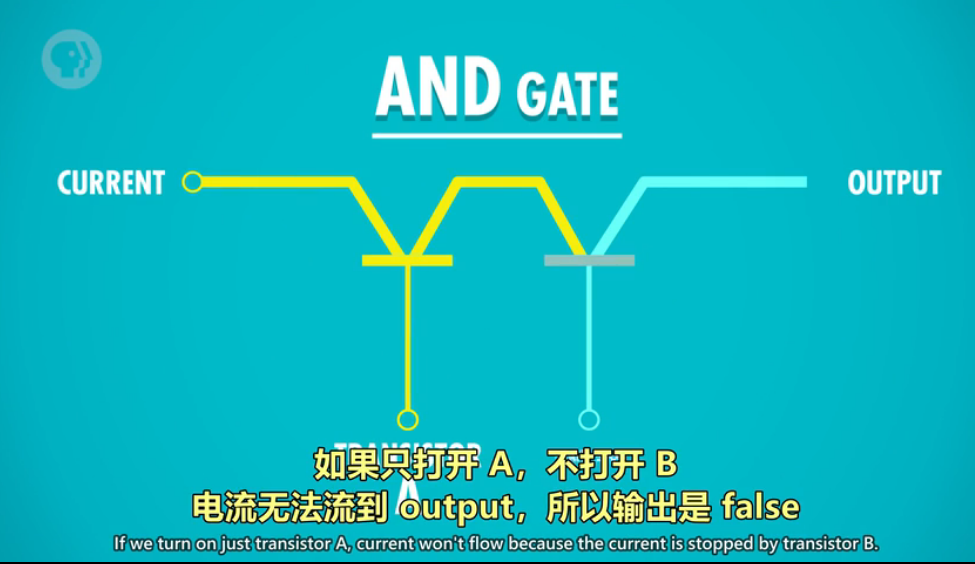 AND GATE
CURRENT
OUTPUT
TRANSISTOR
A
如果只打开 A，不打开 B
电流无法流到 output，所以输出是 false
If we turn on just transistor A, current won't flow because the current is stopped by transistor B.